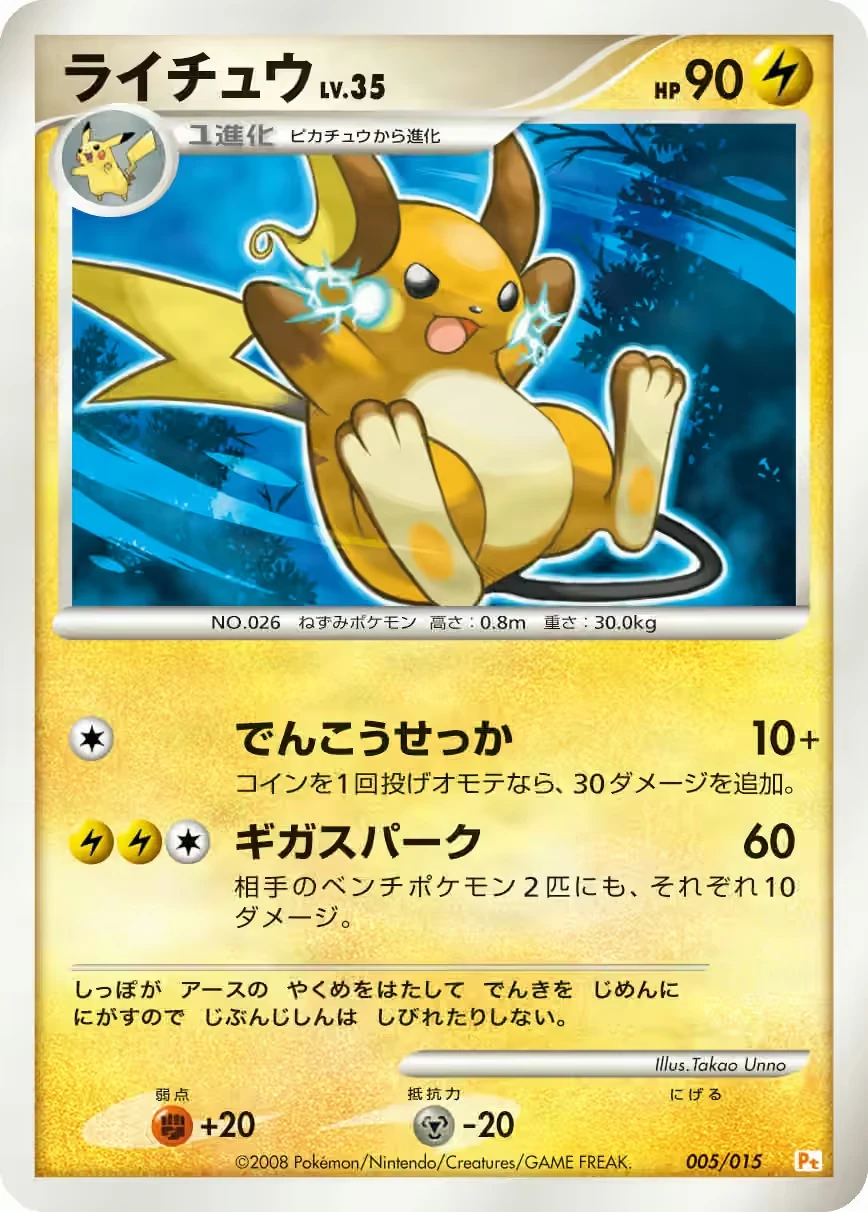 ライチュウ LV.35 HP 90
1進化 ピカチュウから進化
NO.026 ねずみポケモン 高さ：0.8m 重さ：30.0kg
でんこうせっか 10+
コインを1回投げオモテなら、30ダメージを追加。
ギガスパーク 60
相手のベンチポケモン2匹にも、それぞれ10
ダメージ。
しっぽが アースの やくめをはたして でんきを じめんに
にがすので じぶんじしんは しびれたりしない。
Illus.Takao Unno
弱点 抵抗力 にげる
+20 -20
©2008 Pokémon/Nintendo/Creatures/GAME FREAK. 005/015 Pt